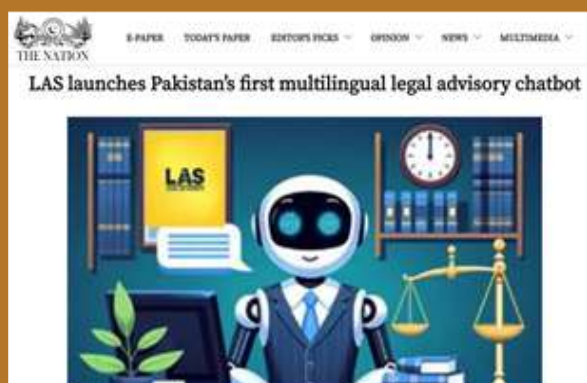 THE NATION
E-PAPER TODAY'S PAPER EDITOR'S PICKS OPINION NEWS MULTIMEDIA
LAS launches Pakistan's first multilingual legal advisory chatbot
LAS